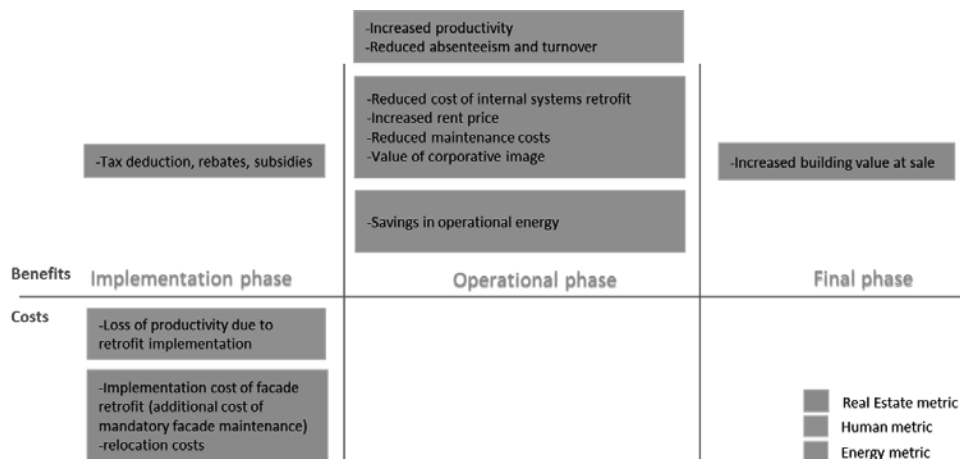 -Increased productivity
-Reduced absenteeism and turnover
-Reduced cost of internal systems retrofit
-Increased rent price
-Reduced maintenance costs
-Value of corporative image
-Tax deduction, rebates, subsidies
-Increased building value at sale
-Savings in operational energy
Benefits
Implementation phase
Operational phase
Final phase
Costs
-Loss of productivity due to
retrofit implementation
-Implementation cost of facade
retrofit (additional cost of
mandatory facade maintenance)
-relocation costs
Real Estate metric
Human metric
Energy metric